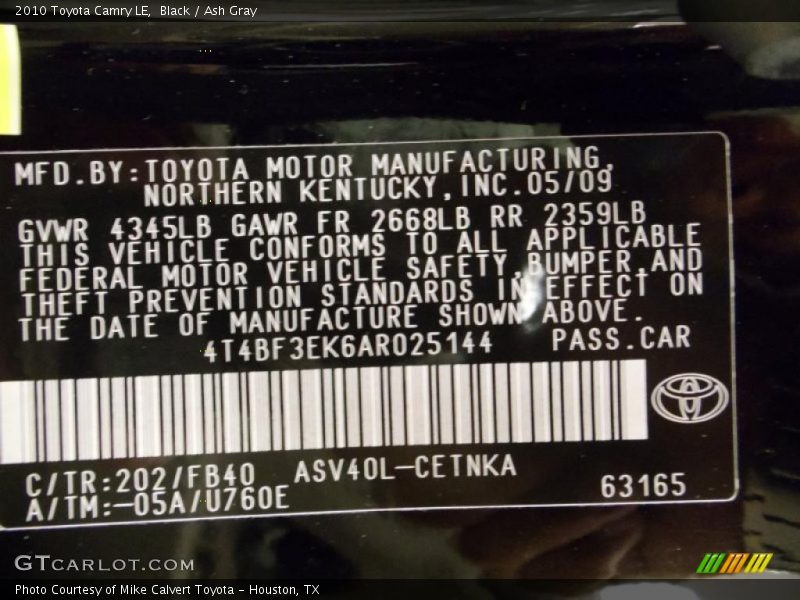 2010 Toyota Camry LE,  Black / Ash Gray
MFD.BY:TOYOTA MOTOR MANUFACTURING,
NORTHERN KENTUCKY,INC.05/09
GVWR 4345LB GAWR FR 2668LB RR 2359LB
THIS VEHICLE CONFORMS TO ALL APPLICABLE
FEDERAL MOTOR VEHICLE SAFETY,BUMPER,AND
THEFT PREVENTION STANDARDS IN EFFECT ON
THE DATE OF MANUFACTURE SHOWN ABOVE.
4T4BF3EK6AR025144 PASS.CAR
C/TR:202/FB40 ASV40L-CETNKA
A/TM:-05A/U760E 63165
GTCARLOT.COM
Photo Courtesy of Mike Calvert Toyota - Houston, TX